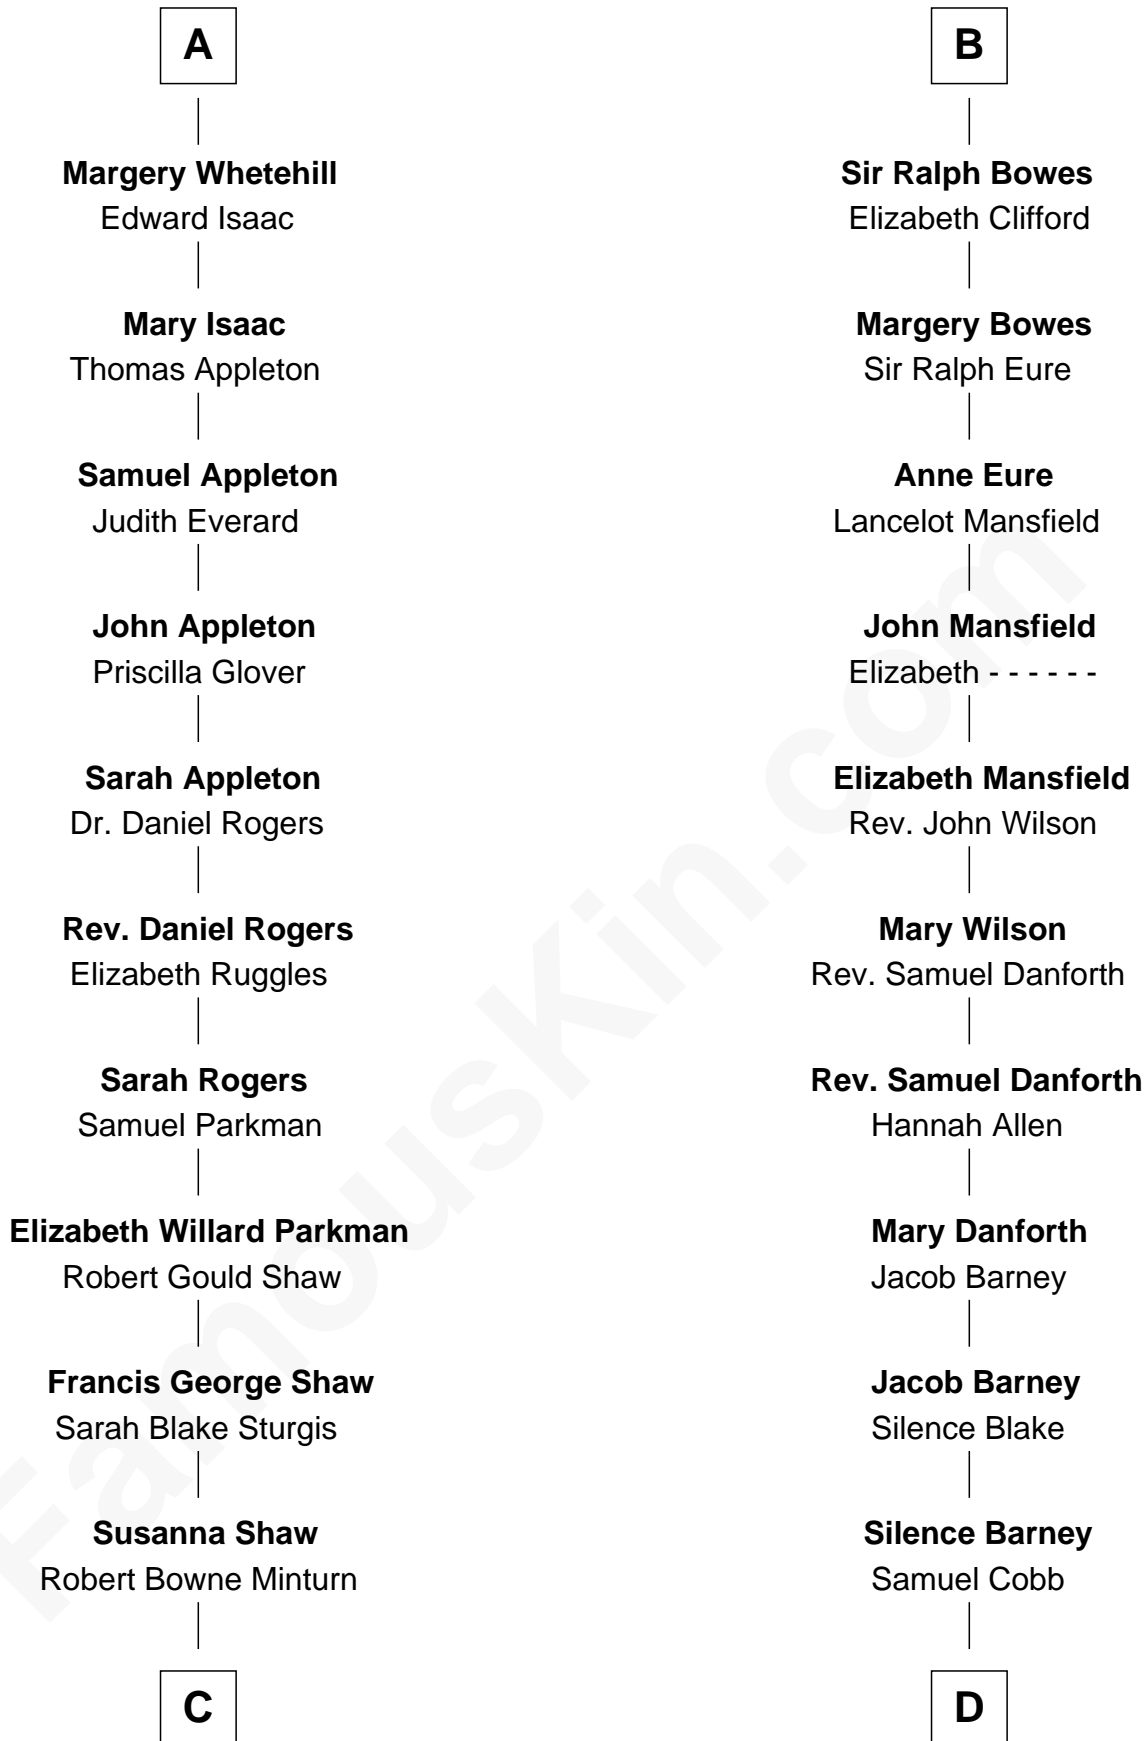 A
Margery Whetehill
Edward Isaac
Mary Isaac
Thomas Appleton
Samuel Appleton
Judith Everard
John Appleton
Priscilla Glover
Sarah Appleton
Dr. Daniel Rogers
Rev. Daniel Rogers
Elizabeth Ruggles
Sarah Rogers
Samuel Parkman
Elizabeth Willard Parkman
Robert Gould Shaw
Francis George Shaw
Sarah Blake Sturgis
Susanna Shaw
Robert Bowne Minturn
C
B
Sir Ralph Bowes
Elizabeth Clifford
Margery Bowes
Sir Ralph Eure
Anne Eure
Lancelot Mansfield
John Mansfield
Elizabeth - - - - - -
Elizabeth Mansfield
Rev. John Wilson
Mary Wilson
Rev. Samuel Danforth
Rev. Samuel Danforth
Hannah Allen
Mary Danforth
Jacob Barney
Jacob Barney
Silence Blake
Silence Barney
Samuel Cobb
D
FamousKin.com